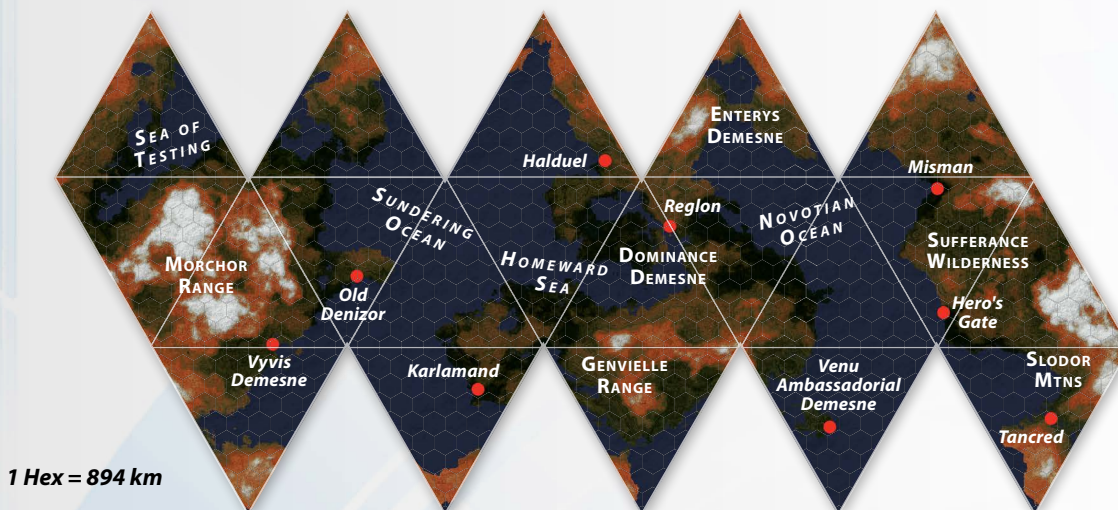 SEA OF
TESTING
ENTERYS
DEMESNE
Halduel
Misman
SUNDERING
OCEAN
Reglon
NOVOTIAN
OCEAN
MORCHOR
RANGE
HOMEWARD
SEA
DOMINANCE
DEMESNE
SUFFERANCE
WILDERNESS
Old
Denizor
Hero's
Gate
Vyvis
Demesne
Karlamand
GENVIELLE
RANGE
Venu
Ambassadorial
Demesne
SLODOR
MTNS
Tancred
1 Hex = 894 km